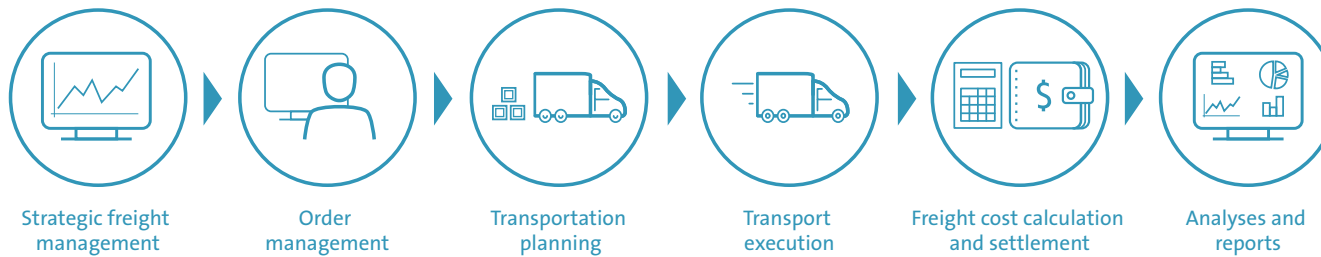 $
Strategic freight
management
Order
management
Transportation
planning
Transport
execution
Freight cost calculation
and settlement
Analyses and
reports